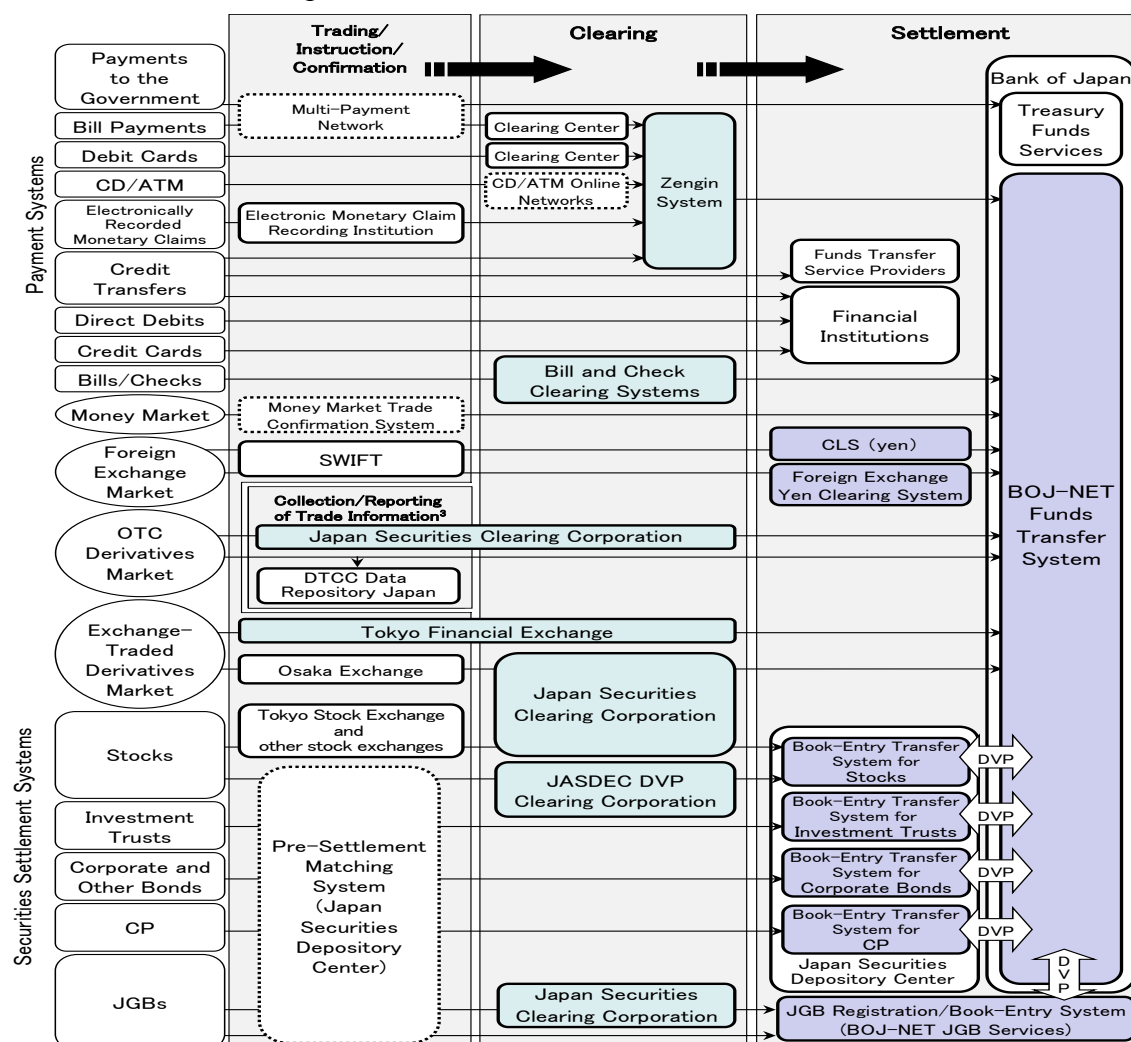 Trading/
Instruction/
Confirmation
Clearing
Settlement
Payment Systems
Payments
to the
Government
Bill Payments
Debit Cards
CD/ATM
Electronically
Recorded
Monetary Claims
Credit
Transfers
Direct Debits
Credit Cards
Bills/Checks
Money Market
Foreign
Exchange
Market
OTC
Derivatives
Market
Exchange-
Traded
Derivatives
Market
Securities Settlement Systems
Stocks
Investment
Trusts
Corporate and
Other Bonds
CP
JGBs
Multi-Payment
Network
Electronic Monetary Claim
Recording Institution
Money Market Trade
Confirmation System
SWIFT
Collection/Reporting
of Trade Information³
Japan Securities Clearing Corporation
DTCC Data
Repository Japan
Tokyo Financial Exchange
Osaka Exchange
Tokyo Stock Exchange
and
other stock exchanges
Pre-Settlement
Matching
System
(Japan
Securities
Depository
Center)
Clearing Center
Clearing Center
CD/ATM Online
Networks
Zengin
System
Bill and Check
Clearing Systems
Japan Securities
Clearing Corporation
JASDEC DVP
Clearing Corporation
Japan Securities
Clearing Corporation
Funds Transfer
Service Providers
Financial
Institutions
CLS (yen)
Foreign Exchange
Yen Clearing System
Book-Entry Transfer
System for
Stocks
DVP
Book-Entry Transfer
System for
Investment Trusts
DVP
Book-Entry Transfer
System for
Corporate Bonds
DVP
Book-Entry Transfer
System for
CP
DVP
Japan Securities
Depository Center
Bank of Japan
Treasury
Funds
Services
BOJ-NET
Funds
Transfer
System
DVP
JGB Registration/Book-Entry System
(BOJ-NET JGB Services)